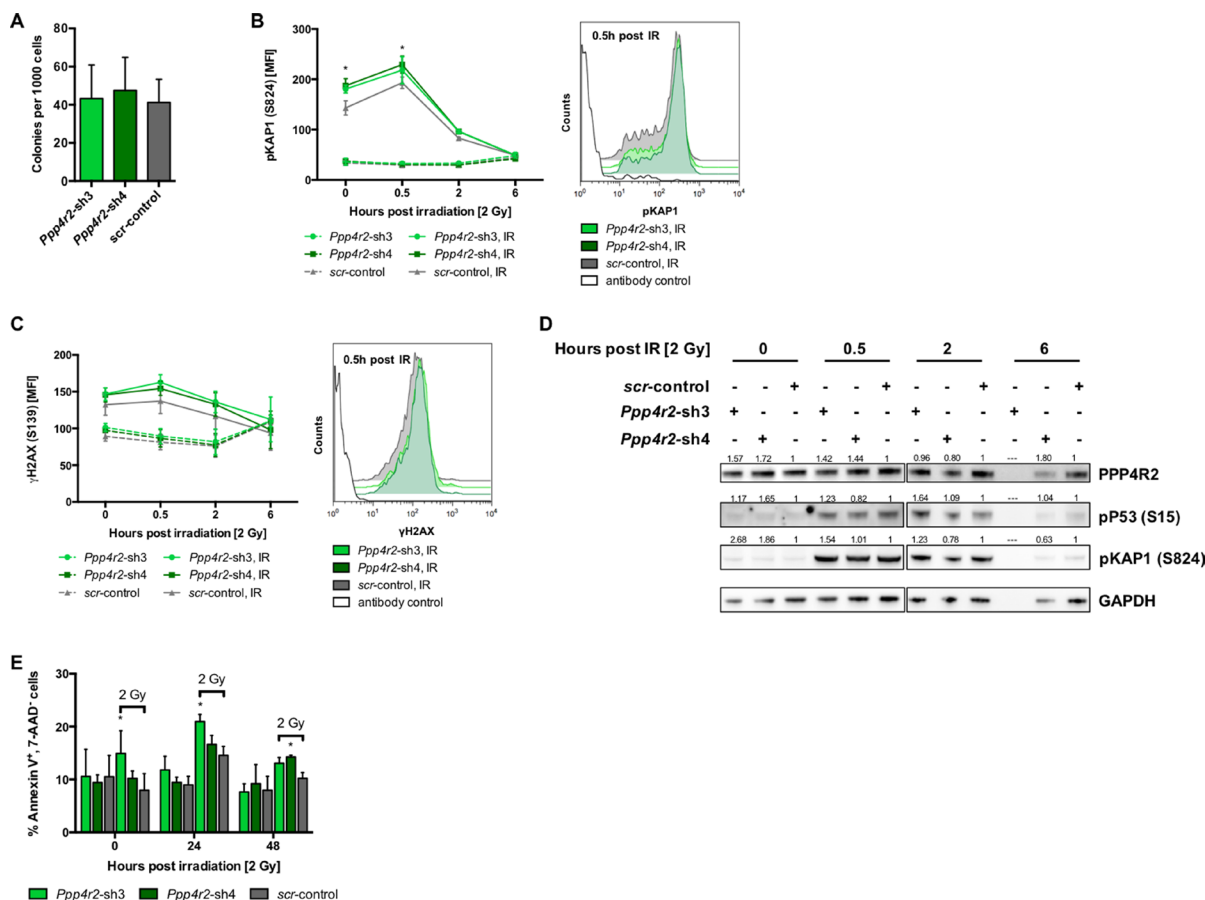 A
Colonies per 1000 cells
80
60
40
20
0
Ppp4r2-sh3
Ppp4r2-sh4
scr-control
B
pKAP1 (S824) [MFI]
300
200
100
0
0 0.5 2 6
* *
Hours post irradiation [2 Gy]
Ppp4r2-sh3 Ppp4r2-sh3, IR
Ppp4r2-sh4 Ppp4r2-sh4, IR
scr-control scr-control, IR
0.5h post IR
Counts
10⁰ 10¹ 10² 10³ 10⁴
pKAP1
Ppp4r2-sh3, IR
Ppp4r2-sh4, IR
scr-control, IR
antibody control
C
γH2AX (S139) [MFI]
200
150
100
50
0
0 0.5 2 6
Hours post irradiation [2 Gy]
Ppp4r2-sh3 Ppp4r2-sh3, IR
Ppp4r2-sh4 Ppp4r2-sh4, IR
scr-control scr-control, IR
0.5h post IR
Counts
10⁰ 10¹ 10² 10³ 10⁴
γH2AX
Ppp4r2-sh3, IR
Ppp4r2-sh4, IR
scr-control, IR
antibody control
D
Hours post IR [2 Gy] 0 0.5 2 6
scr-control - - + - - + - - + - - +
Ppp4r2-sh3 + - - + - - + - - + - -
Ppp4r2-sh4 - + - - + - - + - - + -
1.57 1.72 1 1.42 1.44 1 0.96 0.80 1 --- 1.80 1
PPP4R2
1.17 1.65 1 1.23 0.82 1 1.64 1.09 1 --- 1.04 1
pP53 (S15)
2.68 1.86 1 1.54 1.01 1 1.23 0.78 1 --- 0.63 1
pKAP1 (S824)
GAPDH
E
% Annexin V⁺, 7-AAD⁻ cells
30
20
10
0
2 Gy
*
2 Gy
*
2 Gy
*
0 24 48
Hours post irradiation [2 Gy]
Ppp4r2-sh3 Ppp4r2-sh4 scr-control